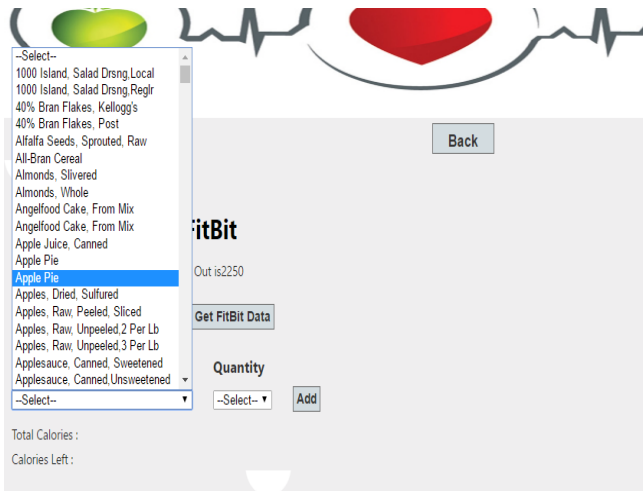 --Select--
1000 Island, Salad Drsng,Local
1000 Island, Salad Drsng,Reglr
40% Bran Flakes, Kellogg's
40% Bran Flakes, Post
Alfalfa Seeds, Sprouted, Raw
All-Bran Cereal
Almonds, Slivered
Almonds, Whole
Angelfood Cake, From Mix
Angelfood Cake, From Mix
Apple Juice, Canned
Apple Pie
Apple Pie
Apples, Dried, Sulfured
Apples, Raw, Peeled, Sliced
Apples, Raw, Unpeeled,2 Per Lb
Apples, Raw, Unpeeled,3 Per Lb
Applesauce, Canned, Sweetened
Applesauce, Canned,Unsweetened
Back
FitBit
Out is2250
Get FitBit Data
Quantity
--Select-- --Select-- Add
Total Calories :
Calories Left :